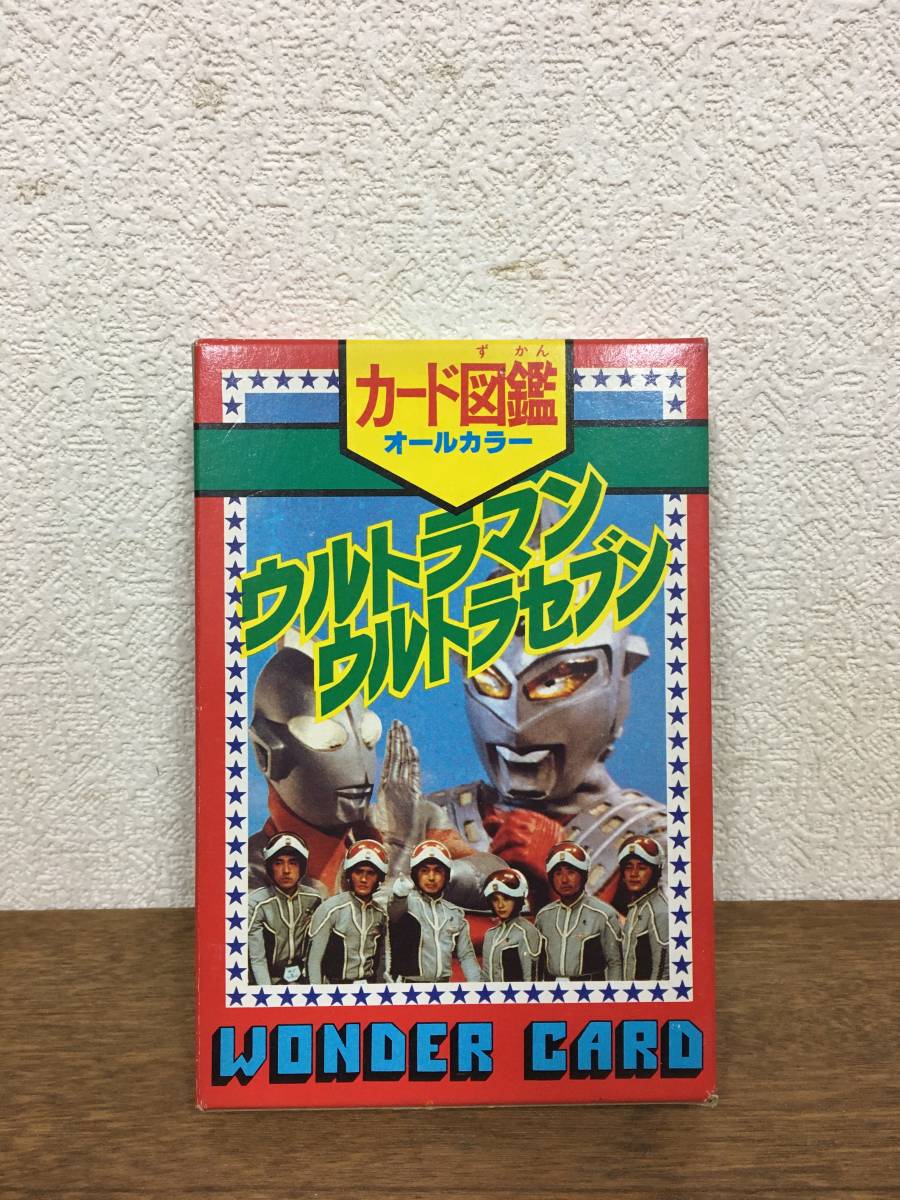 ずかん
カード図鑑
オールカラー
ウルトラマン
ウルトラセブン
WONDER CARD